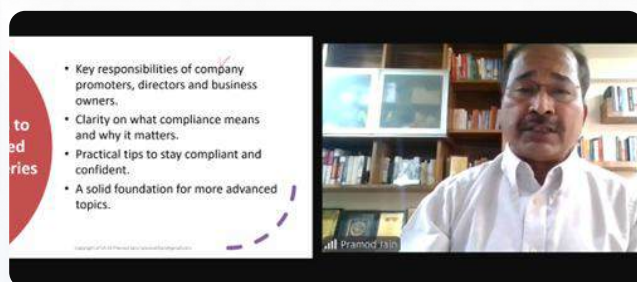 to
ed
eries
• Key responsibilities of company
promoters, directors and business
owners.
• Clarity on what compliance means
and why it matters.
• Practical tips to stay compliant and
confident.
• A solid foundation for more advanced
topics.
Pramod Jain